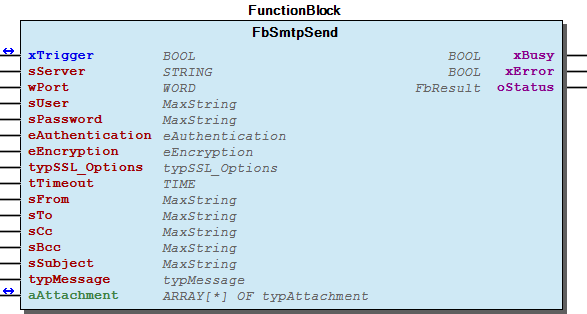 FunctionBlock
FbSmtpSend
xTrigger BOOL BOOL xBusy
sServer STRING BOOL xError
wPort WORD FbResult oStatus
sUser MaxString
sPassword MaxString
eAuthentication eAuthentication
eEncryption eEncryption
typSSL_Options typSSL_Options
tTimeout TIME
sFrom MaxString
sTo MaxString
sCc MaxString
sBcc MaxString
sSubject MaxString
typMessage typMessage
aAttachment ARRAY[*] OF typAttachment